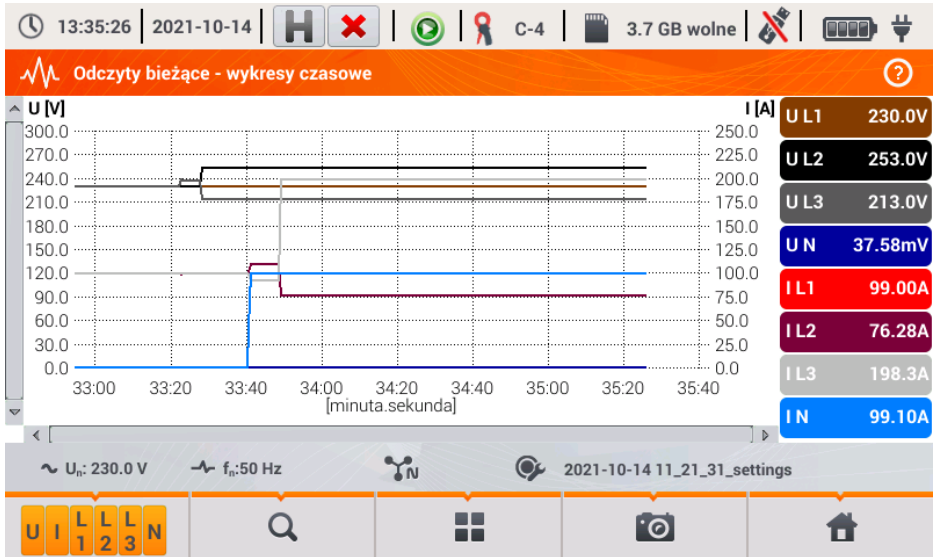 13:35:26 2021-10-14 H C-4 3.7 GB wolne
Odczyty bieżące - wykresy czasowe ?
U [V] I [A]
300.0 250.0
270.0 225.0
240.0 200.0
210.0 175.0
180.0 150.0
150.0 125.0
120.0 100.0
90.0 75.0
60.0 50.0
30.0 25.0
0.0 0.0
33:00 33:20 33:40 34:00 34:20 34:40 35:00 35:20 35:40
[minuta.sekunda]
U L1 230.0V
U L2 253.0V
U L3 213.0V
U N 37.58mV
I L1 99.00A
I L2 76.28A
I L3 198.3A
I N 99.10A
Un: 230.0 V fn:50 Hz N 2021-10-14 11_21_31_settings
U I L1 L2 L3 N